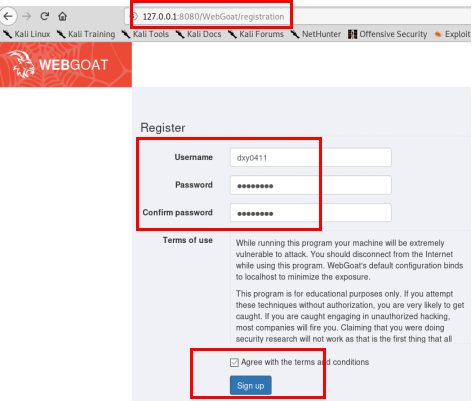 127.0.0.1:8080/WebGoat/registration
Kali Linux Kali Training Kali Tools Kali Docs Kali Forums NetHunter Offensive Security Exploit
WEBGOAT
Register
Username dxy0411
Password ●●●●●●●●
Confirm password ●●●●●●●●
Terms of use
While running this program your machine will be extremely
vulnerable to attack. You should disconnect from the Internet
while using this program. WebGoat's default configuration binds
to localhost to minimize the exposure.
This program is for educational purposes only. If you attempt
these techniques without authorization, you are very likely to get
caught. If you are caught engaging in unauthorized hacking,
most companies will fire you. Claiming that you were doing
security research will not work as that is the first thing that all
Agree with the terms and conditions
Sign up